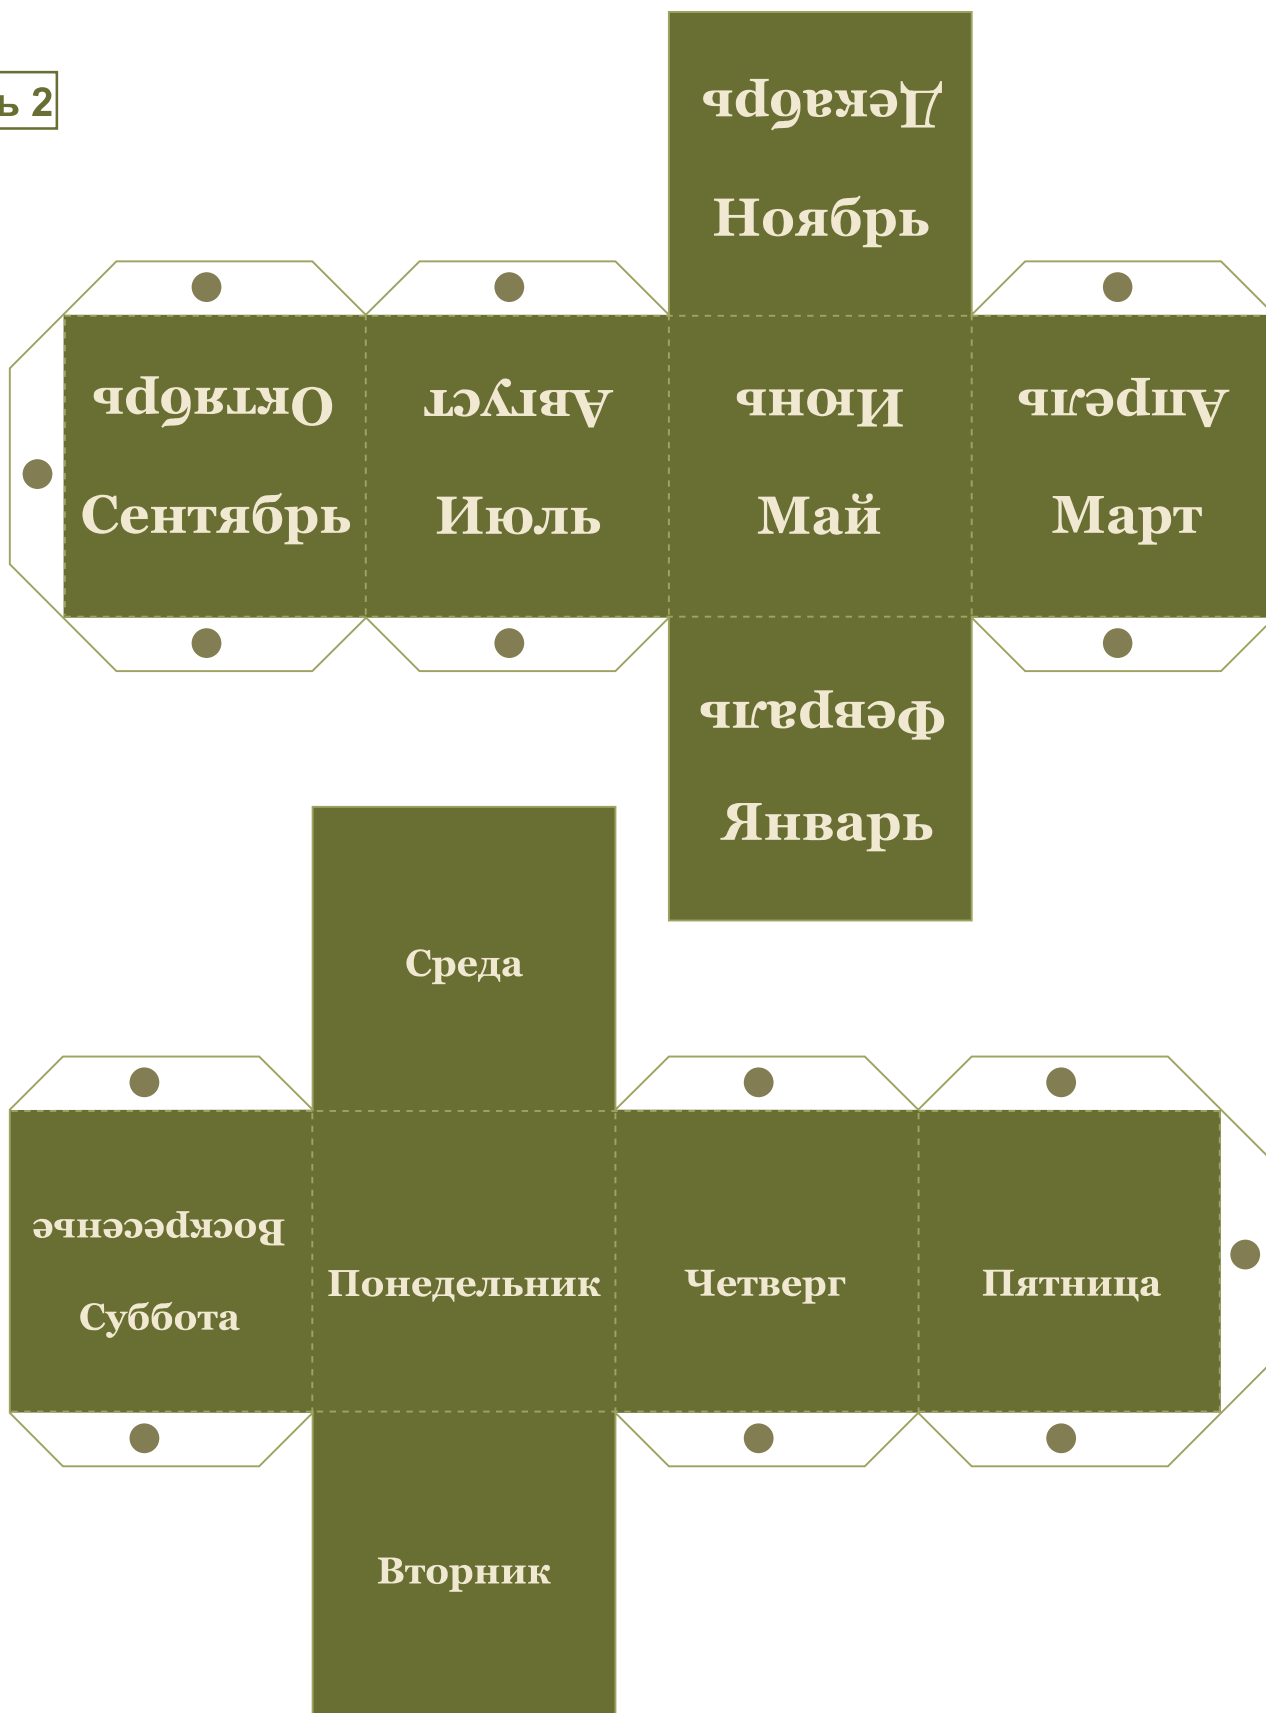 ь 2
Декабрь
Ноябрь
Октябрь
Август
Июнь
Апрель
Сентябрь
Июль
Май
Март
Февраль
Январь
Среда
Воскресенье
Суббота
Понедельник
Четверг
Пятница
Вторник